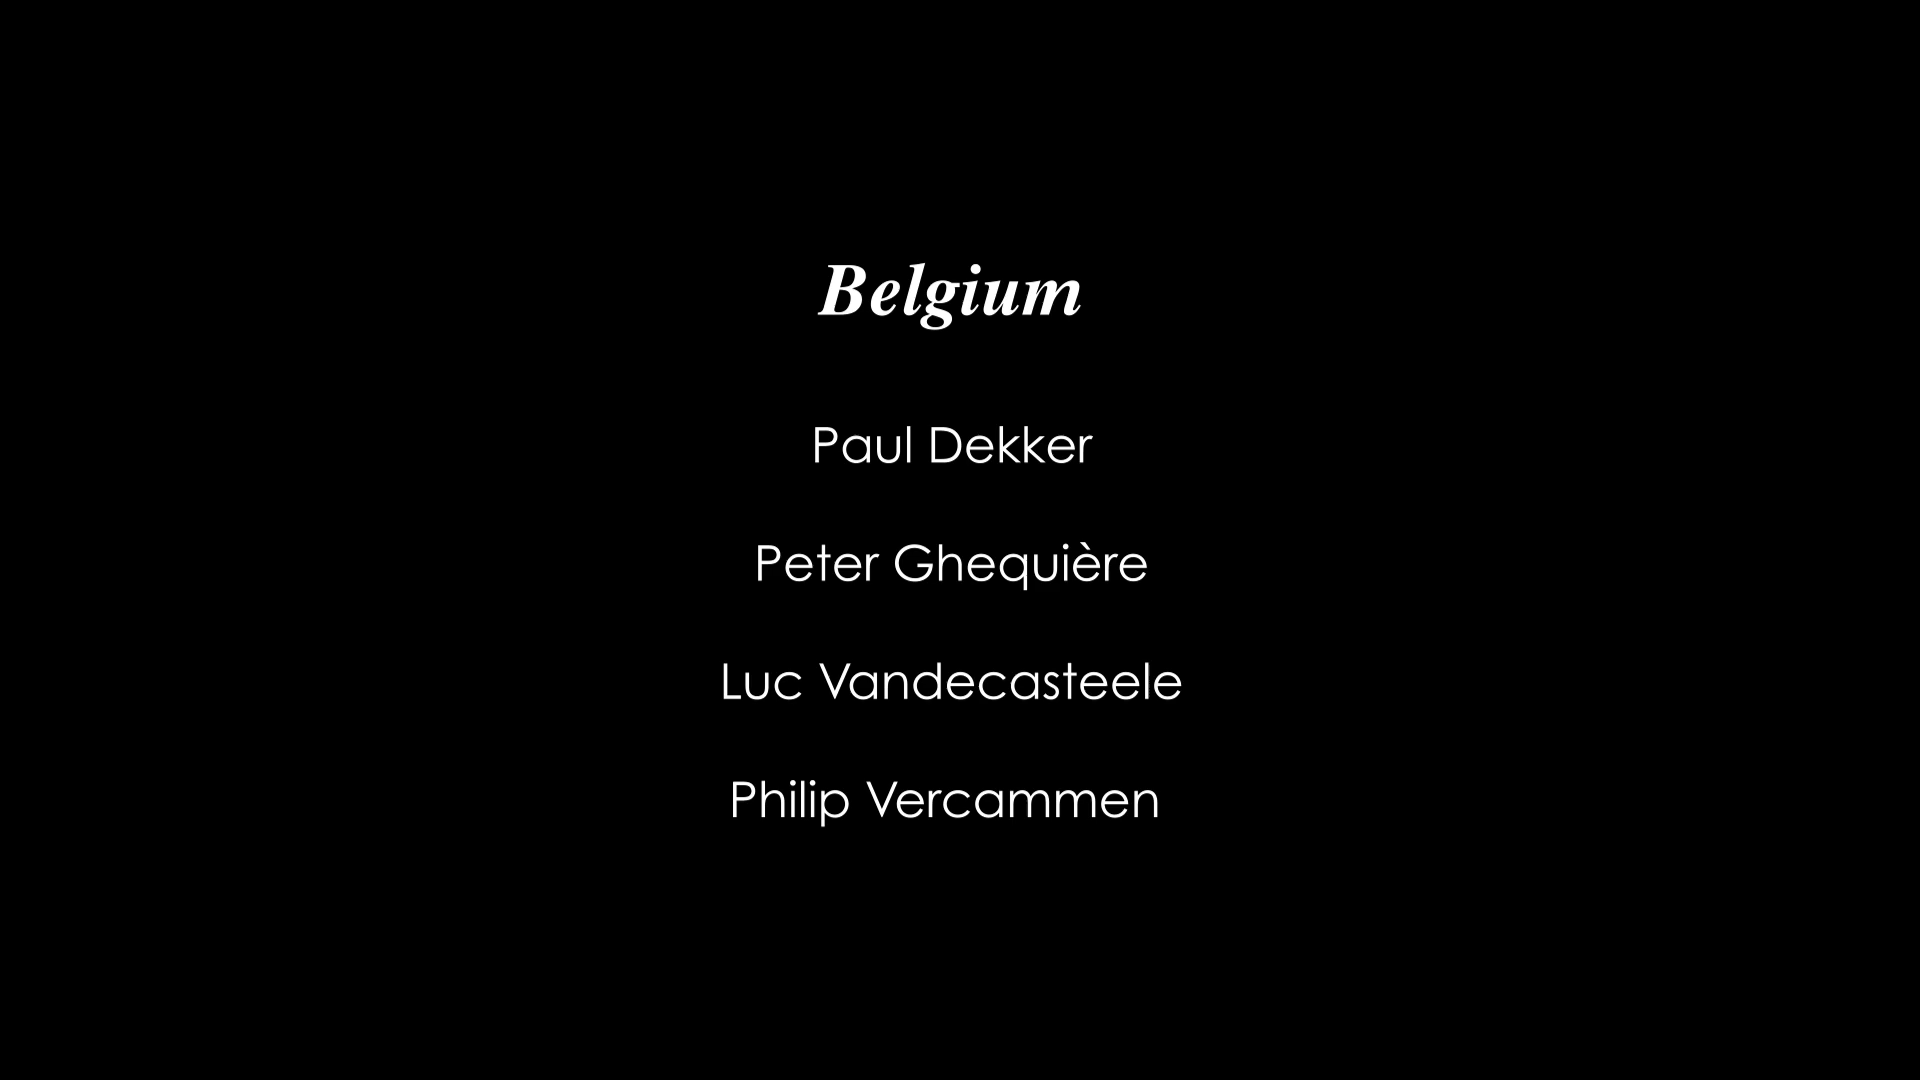 Belgium
Paul Dekker
Peter Ghequière
Luc Vandecasteele
Philip Vercammen